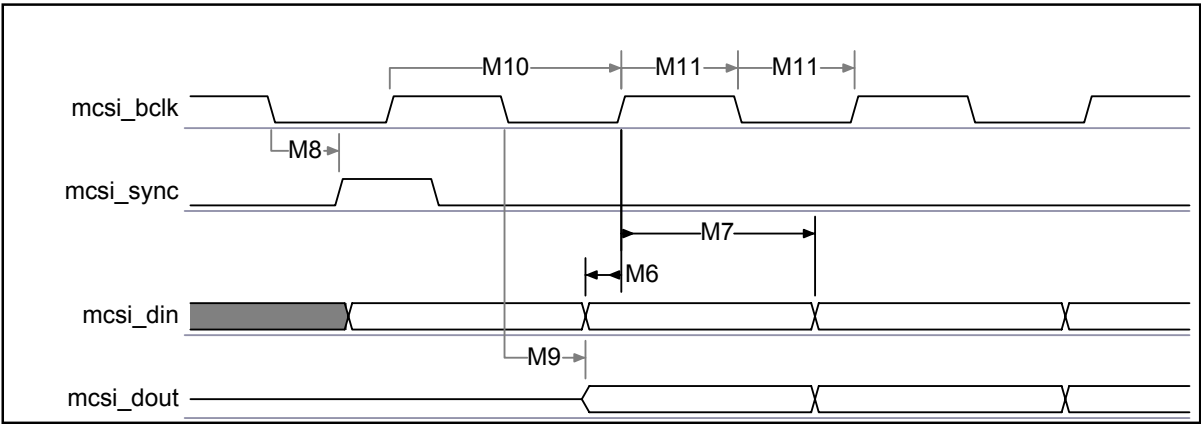 M10 M11 M11
mcsi_bclk
M8
mcsi_sync
M7
M6
mcsi_din
M9
mcsi_dout